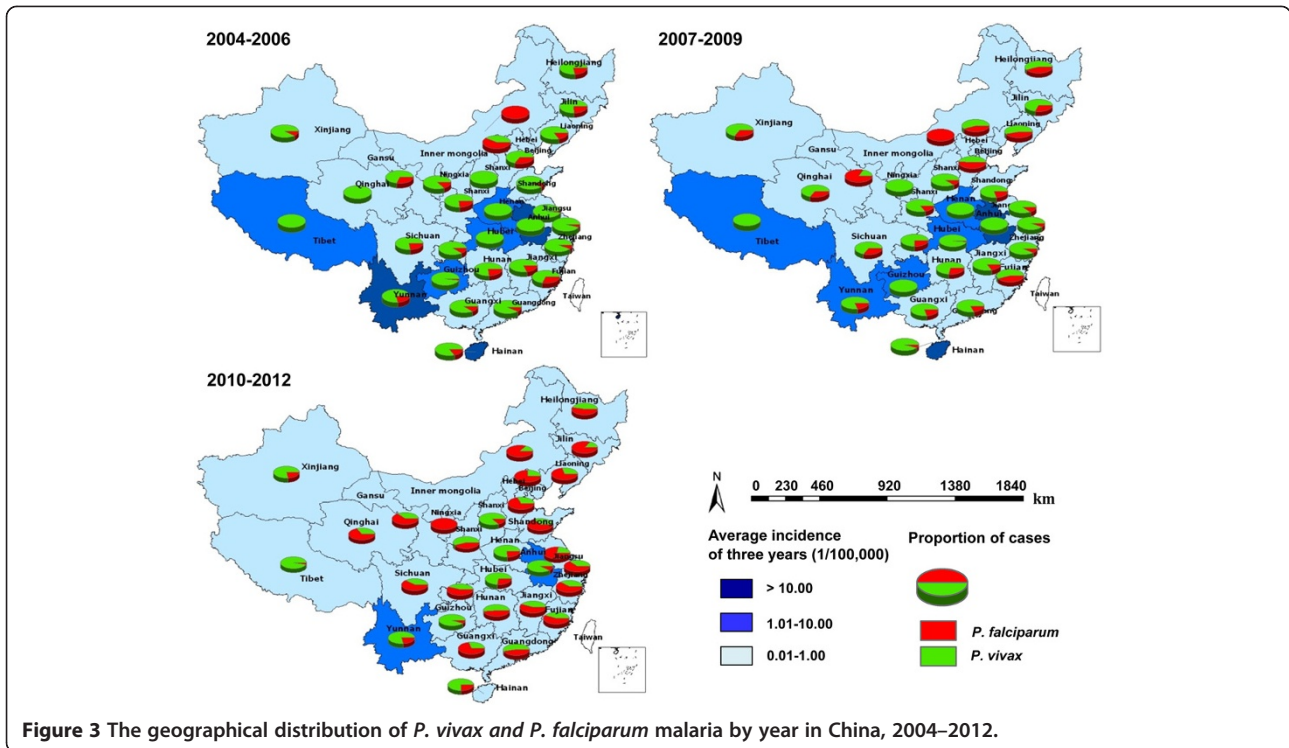 2004-2006
Heilongjiang
Jilin
Liaoning
Xinjiang
Hebei
Inner mongolia
Beijing
Gansu
Shanxi
Ningxia
Qinghai
Shandong
Shanxi
Henan
Jiangsu
Anhui
Tibet
Sichuan
Hubei
Zhejiang
Hunan
Jiangxi
Guizhou
Fujian
Taiwan
Yunnan
Guangxi
Guangdong
Hainan
2007-2009
Heilongjiang
Jilin
Liaoning
Xinjiang
Hebei
Gansu
Inner mongolia
Beijing
Qinghai
Ningxia
Shandong
Shanxi
Henan
Anhui
Tibet
Sichuan
Hubei
Zhejiang
Hunan
Jiangxi
Guizhou
Fujian
Taiwan
Yunnan
Guangxi
Hainan
2010-2012
Heilongjiang
Jilin
Liaoning
Xinjiang
Hebei
Inner mongolia
Beijing
Gansu
Shanxi
Ningxia
Qinghai
Shandong
Shanxi
Henan
Anhui
Jiangsu
Tibet
Sichuan
Hubei
Zhejiang
Hunan
Jiangxi
Guizhou
Fujian
Taiwan
Yunnan
Guangxi
Guangdong
Hainan
N
0 230 460 920 1380 1840 km
Average incidence
of three years (1/100,000)
> 10.00
1.01-10.00
0.01-1.00
Proportion of cases
P. falciparum
P. vivax
Figure 3 The geographical distribution of P. vivax and P. falciparum malaria by year in China, 2004–2012.